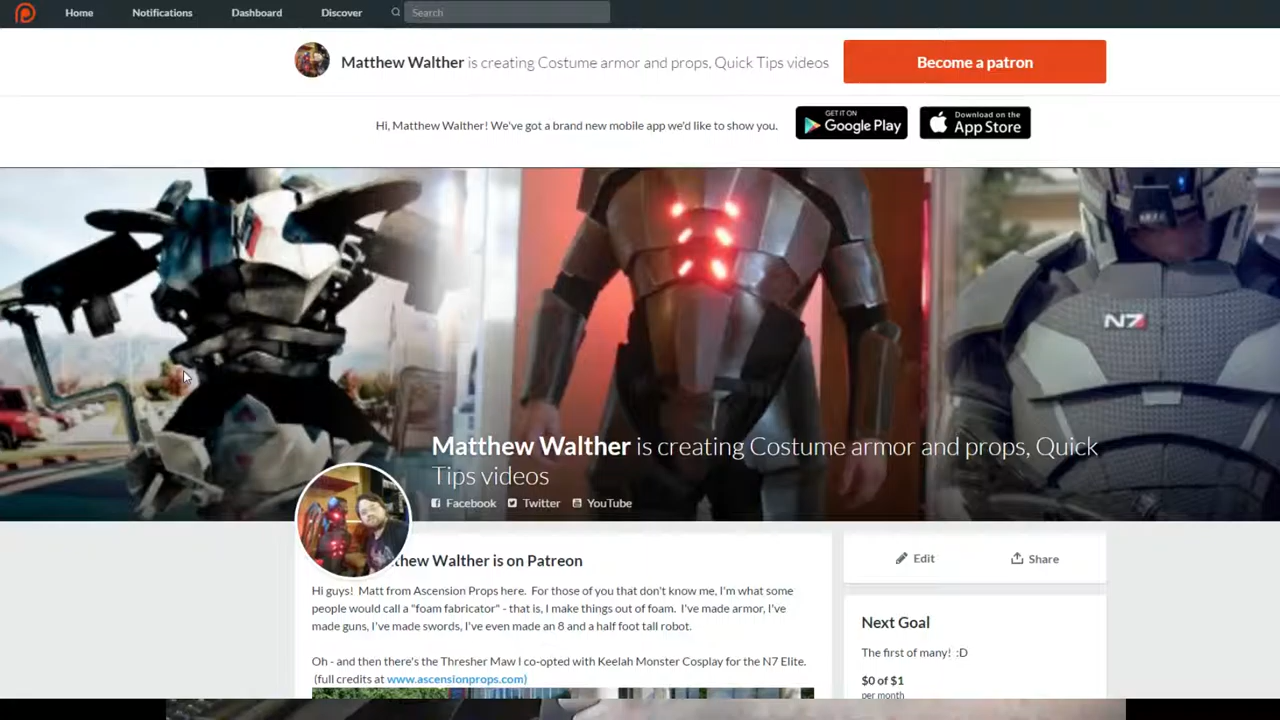 Home Notifications Dashboard Discover Search
Matthew Walther is creating Costume armor and props, Quick Tips videos
Become a patron
Hi, Matthew Walther! We've got a brand new mobile app we'd like to show you.
GET IT ON
Google Play
Download on the
App Store
N7
Matthew Walther is creating Costume armor and props, Quick
Tips videos
Facebook Twitter YouTube
thew Walther is on Patreon
Edit Share
Hi guys! Matt from Ascension Props here. For those of you that don't know me, I'm what some
people would call a "foam fabricator" - that is, I make things out of foam. I've made armor, I've
made guns, I've made swords, I've even made an 8 and a half foot tall robot.
Oh - and then there's the Thresher Maw I co-opted with Keelah Monster Cosplay for the N7 Elite.
(full credits at www.ascensionprops.com)
Next Goal
The first of many! :D
$0 of $1
per month